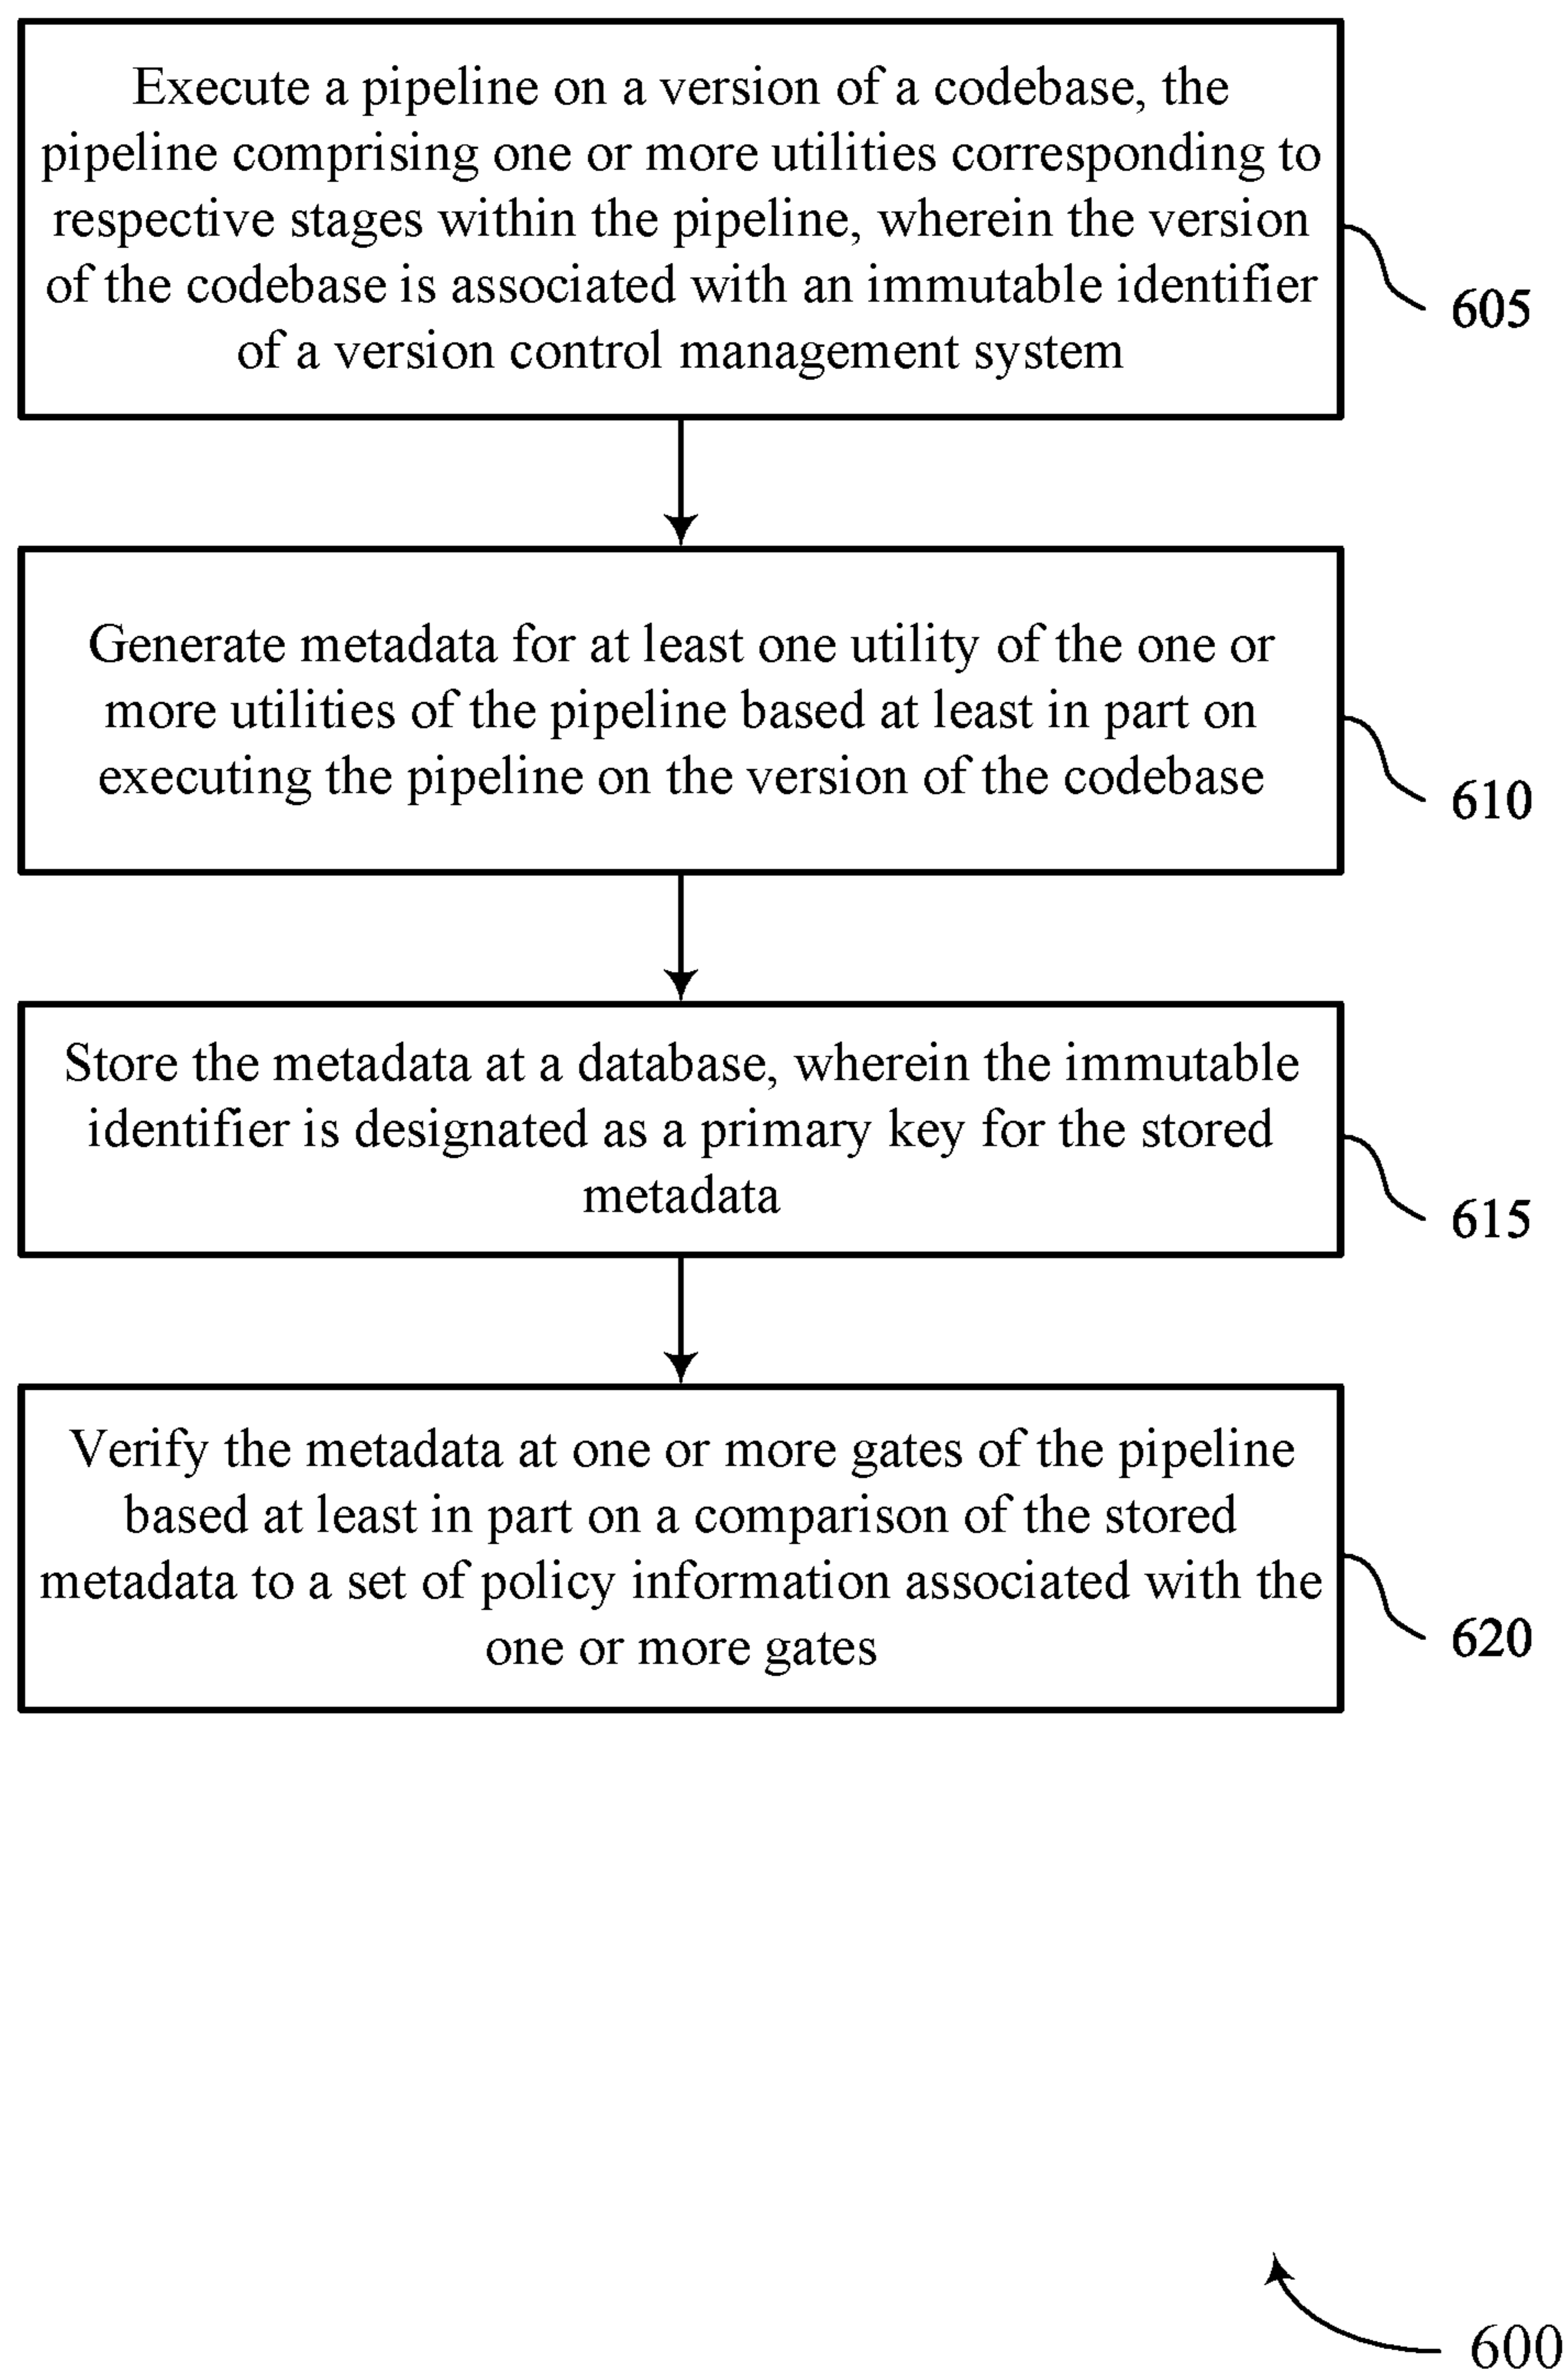 Execute a pipeline on a version of a codebase, the
pipeline comprising one or more utilities corresponding to
respective stages within the pipeline, wherein the version
of the codebase is associated with an immutable identifier
of a version control management system
605
Generate metadata for at least one utility of the one or
more utilities of the pipeline based at least in part on
executing the pipeline on the version of the codebase
610
Store the metadata at a database, wherein the immutable
identifier is designated as a primary key for the stored
metadata
615
Verify the metadata at one or more gates of the pipeline
based at least in part on a comparison of the stored
metadata to a set of policy information associated with the
one or more gates
620
600